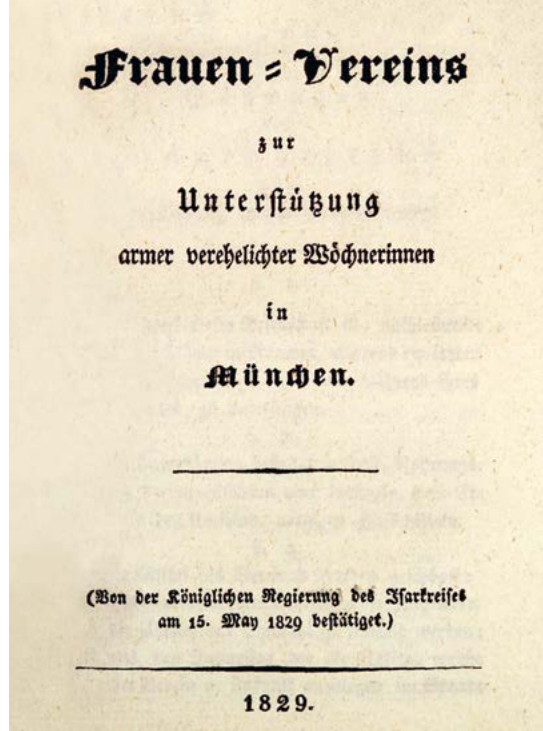 Frauen-Vereins
zur
Unterstützung
armer verehelichter Wöchnerinnen
in
München.
(Von der Königlichen Regierung des Isarkreises
am 15. May 1829 bestätiget.)
1829.